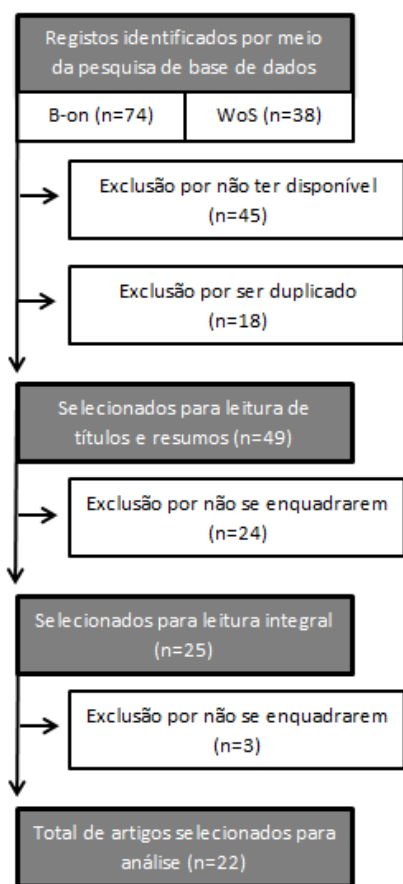 Registos identificados por meio
da pesquisa de base de dados
B-on (n=74)
WoS (n=38)
Exclusão por não ter disponível
(n=45)
Exclusão por ser duplicado
(n=18)
Selecionados para leitura de
títulos e resumos (n=49)
Exclusão por não se enquadrarem
(n=24)
Selecionados para leitura integral
(n=25)
Exclusão por não se enquadrarem
(n=3)
Total de artigos selecionados para
análise (n=22)